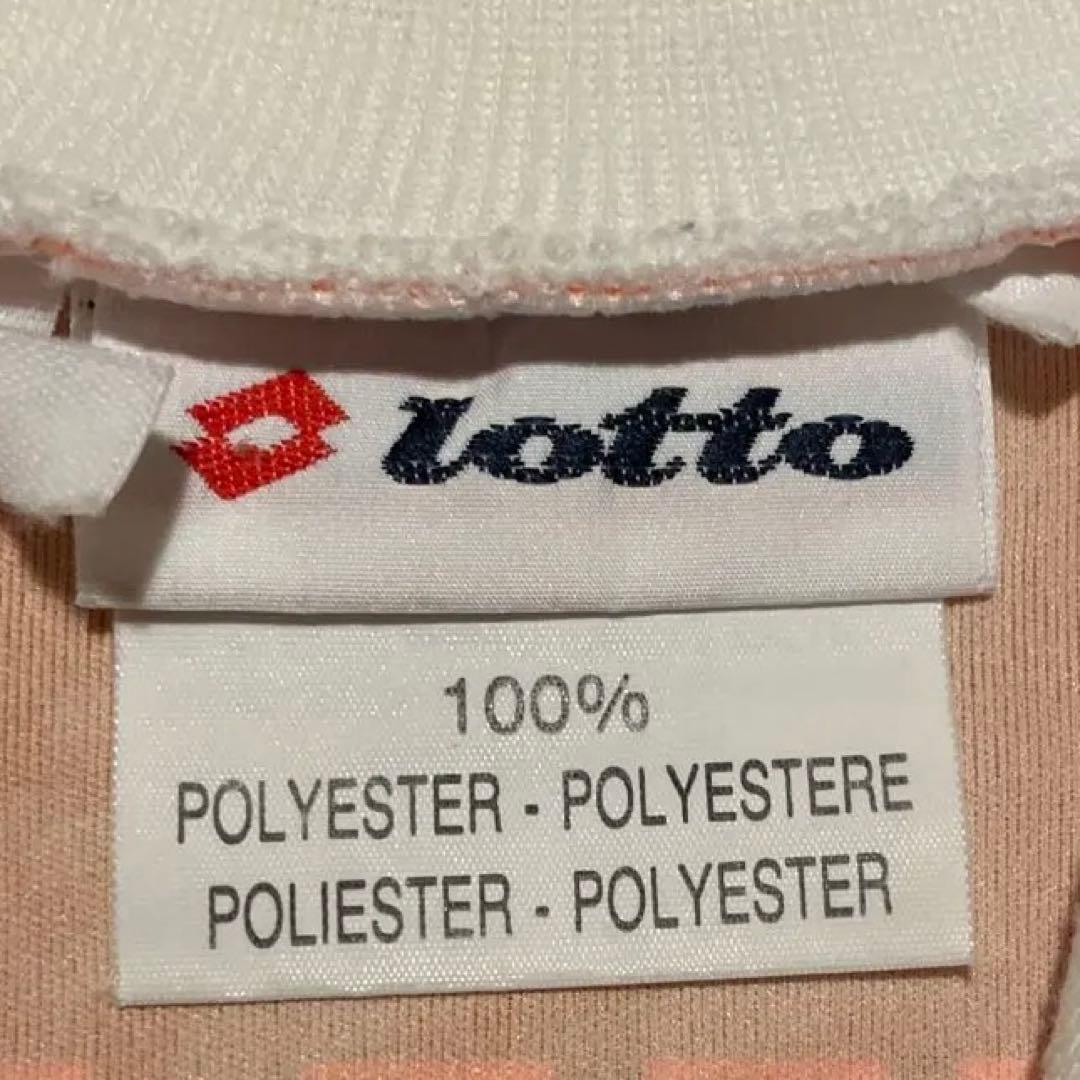 lotto
100%
POLYESTER - POLYESTERE
POLIESTER - POLYESTER